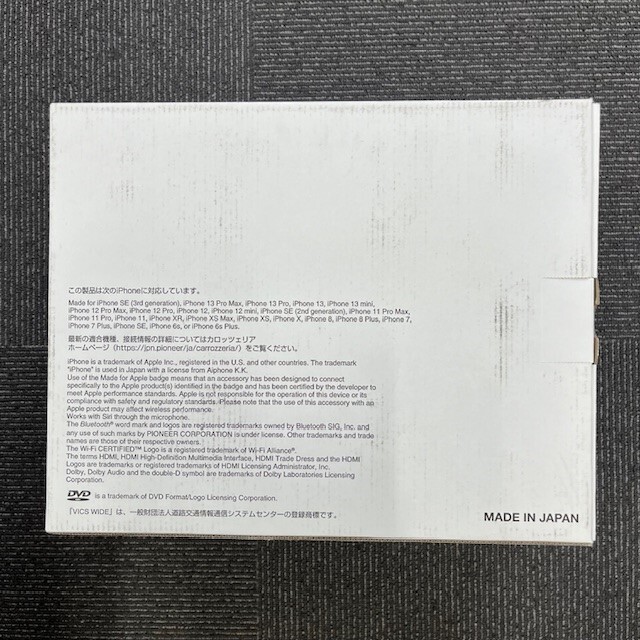 この製品は次のiPhoneに対応しています。
Made for iPhone SE (3rd generation), iPhone 13 Pro Max, iPhone 13 Pro, iPhone 13, iPhone 13 mini,
iPhone 12 Pro Max, iPhone 12 Pro, iPhone 12, iPhone 12 mini, iPhone SE (2nd generation), iPhone 11 Pro Max,
iPhone 11 Pro, iPhone 11, iPhone XR, iPhone XS Max, iPhone XS, iPhone X, iPhone 8, iPhone 8 Plus, iPhone 7,
iPhone 7 Plus, iPhone SE, iPhone 6s, or iPhone 6s Plus.
最新の適合機種、接続情報の詳細についてはカロッツェリア
ホームページ（https://jpn.pioneer/ja/carrozzeria/）をご覧ください。
iPhone is a trademark of Apple Inc., registered in the U.S. and other countries. The trademark
"iPhone" is used in Japan with a license from Aiphone K.K.
Use of the Made for Apple badge means that an accessory has been designed to connect
specifically to the Apple product(s) identified in the badge and has been certified by the developer to
meet Apple performance standards. Apple is not responsible for the operation of this device or its
compliance with safety and regulatory standards. Please note that the use of this accessory with an
Apple product may affect wireless performance.
Works with Siri through the microphone.
The Bluetooth® word mark and logos are registered trademarks owned by Bluetooth SIG, Inc. and
any use of such marks by PIONEER CORPORATION is under license. Other trademarks and trade
names are those of their respective owners.
The Wi-Fi CERTIFIED™ Logo is a registered trademark of Wi-Fi Alliance®.
The terms HDMI, HDMI High-Definition Multimedia Interface, HDMI Trade Dress and the HDMI
Logos are trademarks or registered trademarks of HDMI Licensing Administrator, Inc.
Dolby, Dolby Audio and the double-D symbol are trademarks of Dolby Laboratories Licensing
Corporation.
DVD is a trademark of DVD Format/Logo Licensing Corporation.
「VICS WIDE」は、一般財団法人道路交通情報通信システムセンターの登録商標です。
MADE IN JAPAN